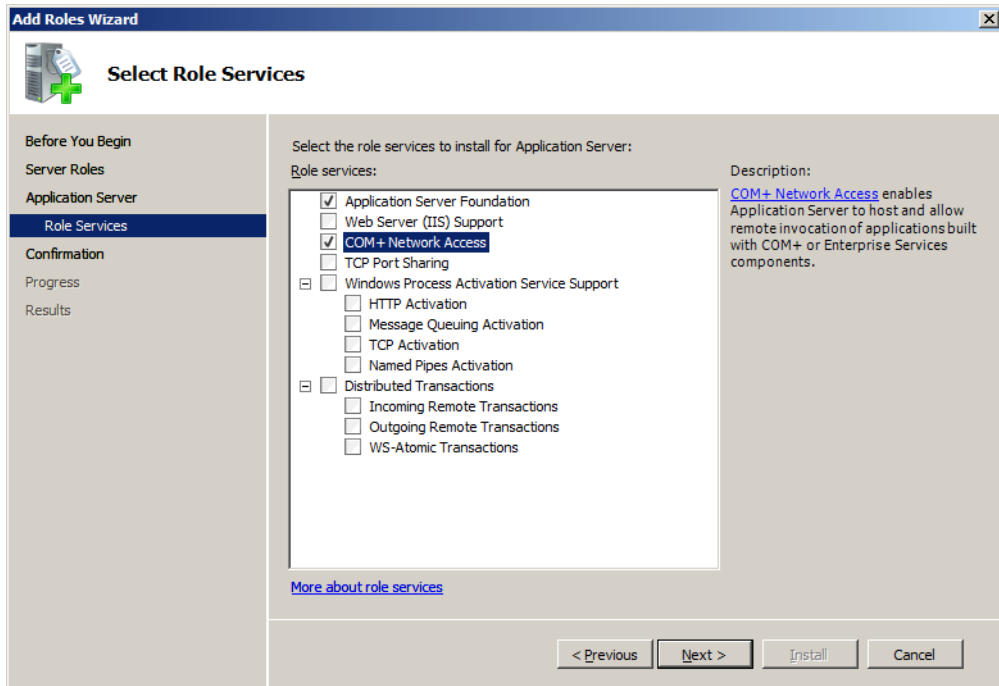 Add Roles Wizard
Select Role Services
Before You Begin
Server Roles
Application Server
Role Services
Confirmation
Progress
Results
Select the role services to install for Application Server:
Role services:
Application Server Foundation
Web Server (IIS) Support
COM+ Network Access
TCP Port Sharing
Windows Process Activation Service Support
HTTP Activation
Message Queuing Activation
TCP Activation
Named Pipes Activation
Distributed Transactions
Incoming Remote Transactions
Outgoing Remote Transactions
WS-Atomic Transactions
More about role services
Description:
COM+ Network Access enables
Application Server to host and allow
remote invocation of applications built
with COM+ or Enterprise Services
components.
< Previous
Next >
Install
Cancel